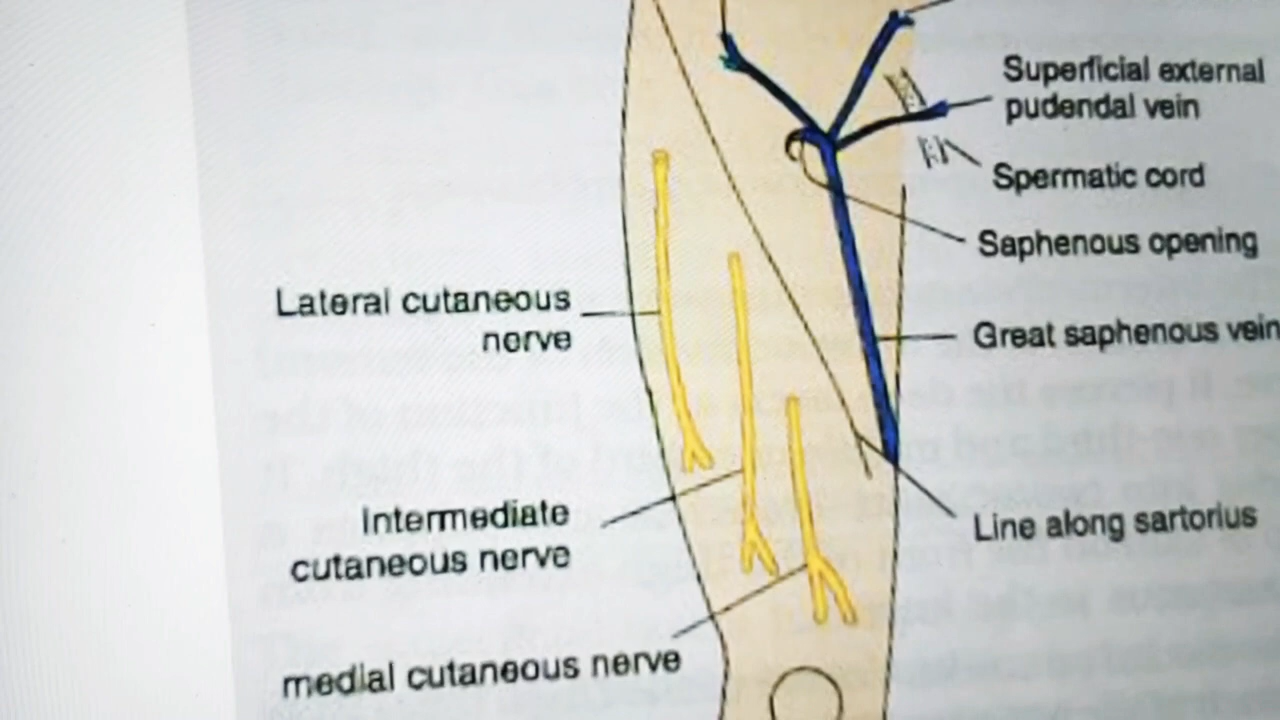 Superficial external
pudendal vein
Spermatic cord
Saphenous opening
Lateral cutaneous
nerve
Great saphenous vein
Intermediate
cutaneous nerve
Line along sartorius
medial cutaneous nerve